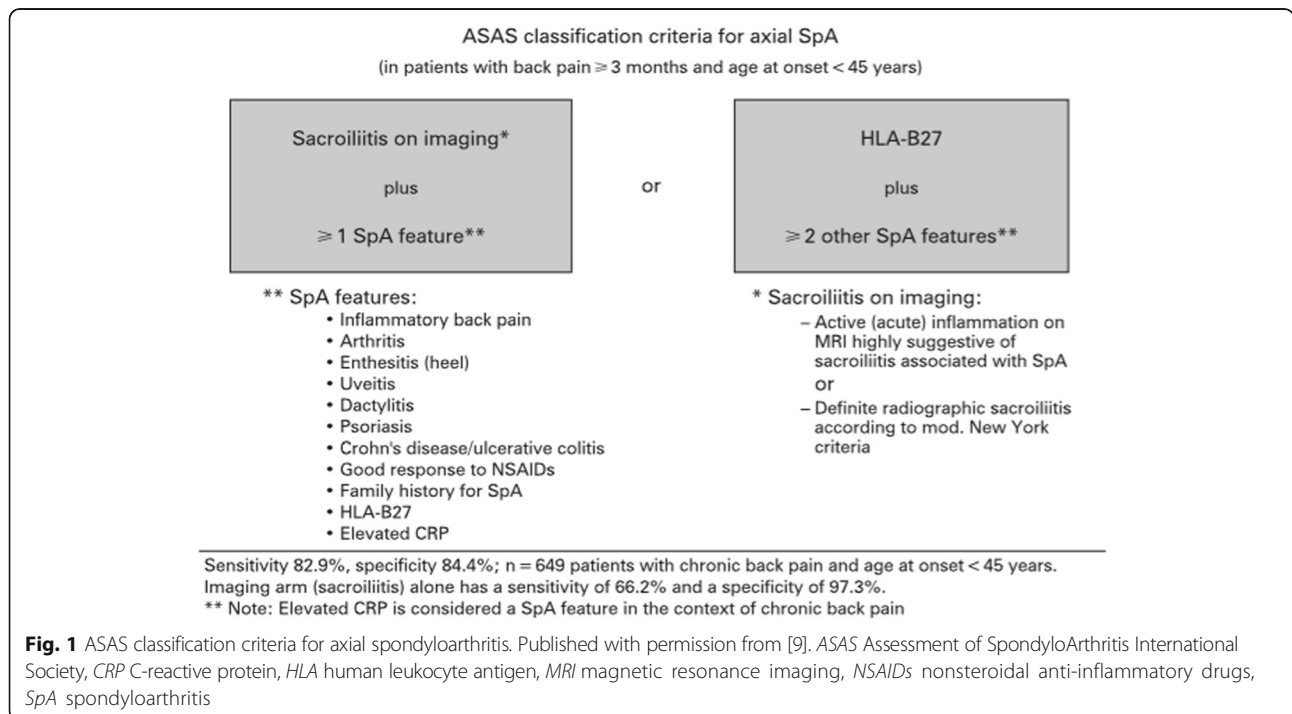 ASAS classification criteria for axial SpA
(in patients with back pain ⩾ 3 months and age at onset < 45 years)
Sacroiliitis on imaging*
plus
⩾ 1 SpA feature**
or
HLA-B27
plus
⩾ 2 other SpA features**
** SpA features:
• Inflammatory back pain
• Arthritis
• Enthesitis (heel)
• Uveitis
• Dactylitis
• Psoriasis
• Crohn's disease/ulcerative colitis
• Good response to NSAIDs
• Family history for SpA
• HLA-B27
• Elevated CRP
* Sacroiliitis on imaging:
– Active (acute) inflammation on
MRI highly suggestive of
sacroiliitis associated with SpA
or
– Definite radiographic sacroiliitis
according to mod. New York
criteria
Sensitivity 82.9%, specificity 84.4%; n = 649 patients with chronic back pain and age at onset < 45 years.
Imaging arm (sacroiliitis) alone has a sensitivity of 66.2% and a specificity of 97.3%.
** Note: Elevated CRP is considered a SpA feature in the context of chronic back pain
Fig. 1 ASAS classification criteria for axial spondyloarthritis. Published with permission from [9]. ASAS Assessment of SpondyloArthritis International
Society, CRP C-reactive protein, HLA human leukocyte antigen, MRI magnetic resonance imaging, NSAIDs nonsteroidal anti-inflammatory drugs,
SpA spondyloarthritis